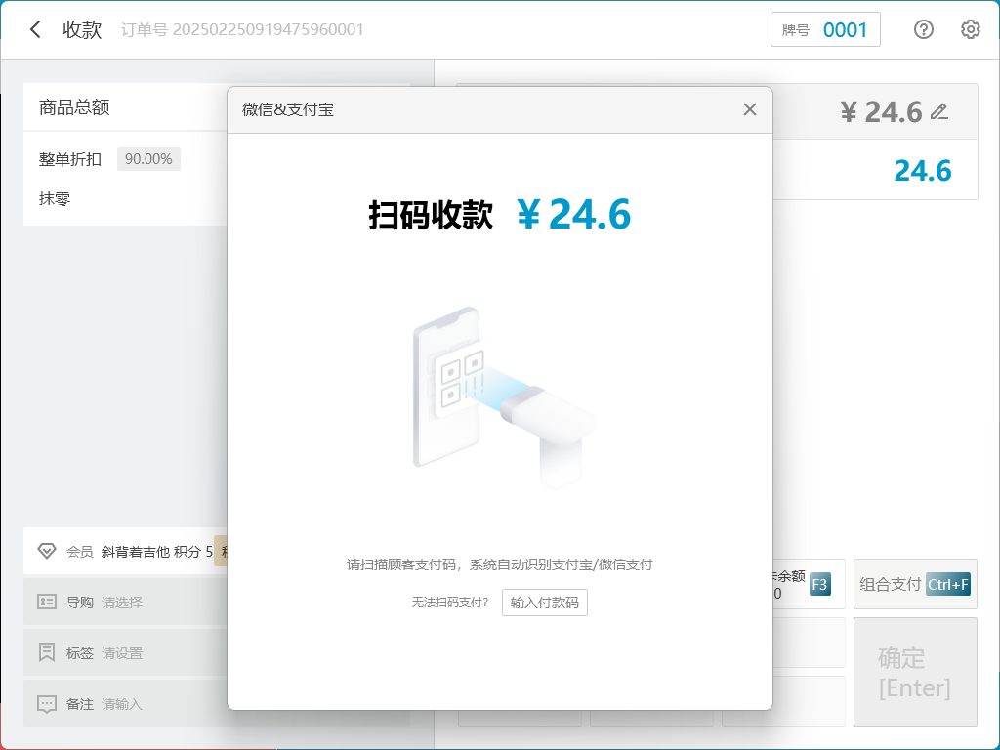 收款 订单号 202502250919475960001 牌号 0001
商品总额
¥ 24.6
整单折扣 90.00%
24.6
抹零
微信&支付宝
扫码收款 ¥ 24.6
请扫描顾客支付码，系统自动识别支付宝/微信支付
无法扫码支付？ 输入付款码
会员 斜背着吉他 积分 5
导购 请选择
标签 请设置
备注 请输入
余额
0
F3
组合支付 Ctrl+F
确定
[Enter]